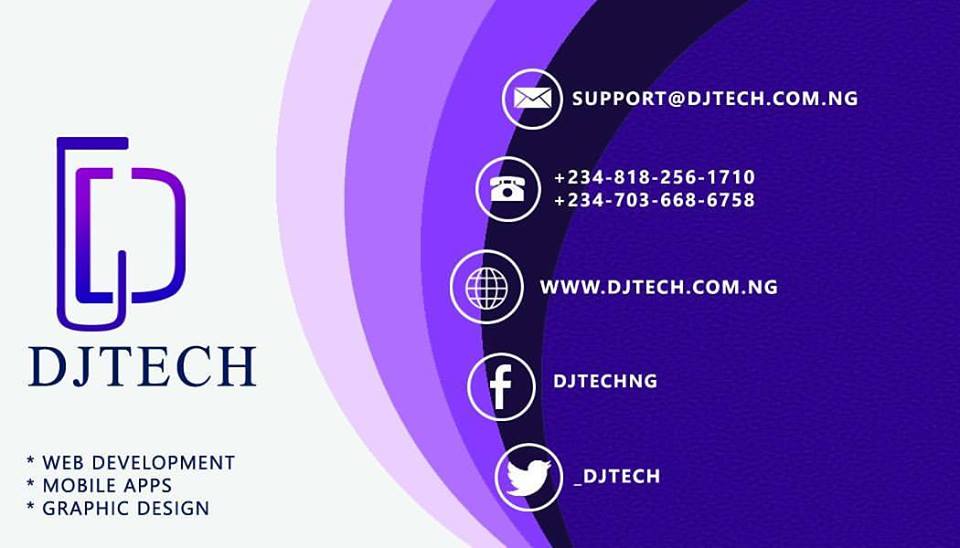 DJTECH
* WEB DEVELOPMENT
* MOBILE APPS
* GRAPHIC DESIGN
SUPPORT@DJTECH.COM.NG
+234-818-256-1710
+234-703-668-6758
WWW.DJTECH.COM.NG
DJTECHNG
_DJTECH